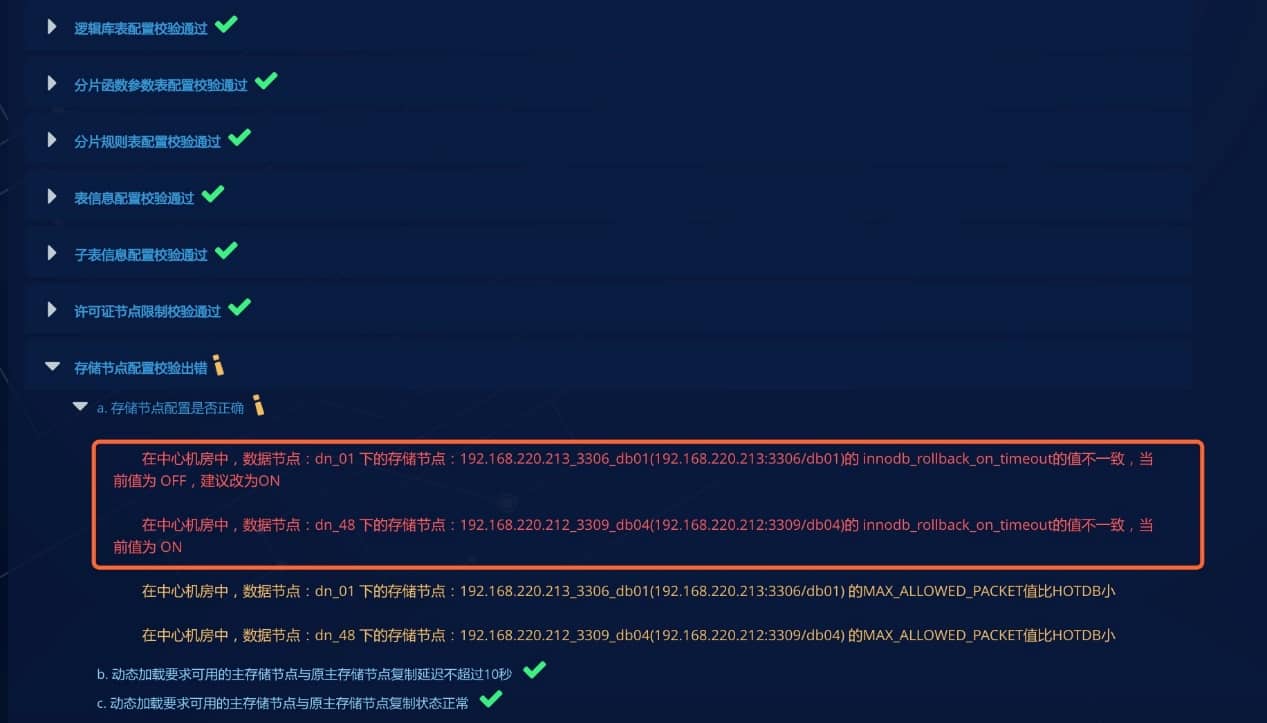 逻辑库表配置校验通过
分片函数参数表配置校验通过
分片规则表配置校验通过
表信息配置校验通过
子表信息配置校验通过
许可证节点限制校验通过
存储节点配置校验出错
a. 存储节点配置是否正确
在中心机房中，数据节点：dn_01 下的存储节点：192.168.220.213_3306_db01(192.168.220.213:3306/db01)的 innodb_rollback_on_timeout的值不一致，当
前值为 OFF，建议改为ON
在中心机房中，数据节点：dn_48 下的存储节点：192.168.220.212_3309_db04(192.168.220.212:3309/db04)的 innodb_rollback_on_timeout的值不一致，当
前值为 ON
在中心机房中，数据节点：dn_01 下的存储节点：192.168.220.213_3306_db01(192.168.220.213:3306/db01) 的MAX_ALLOWED_PACKET值比HOTDB小
在中心机房中，数据节点：dn_48 下的存储节点：192.168.220.212_3309_db04(192.168.220.212:3309/db04) 的MAX_ALLOWED_PACKET值比HOTDB小
b. 动态加载要求可用的主存储节点与原主存储节点复制延迟不超过10秒
c. 动态加载要求可用的主存储节点与原主存储节点复制状态正常